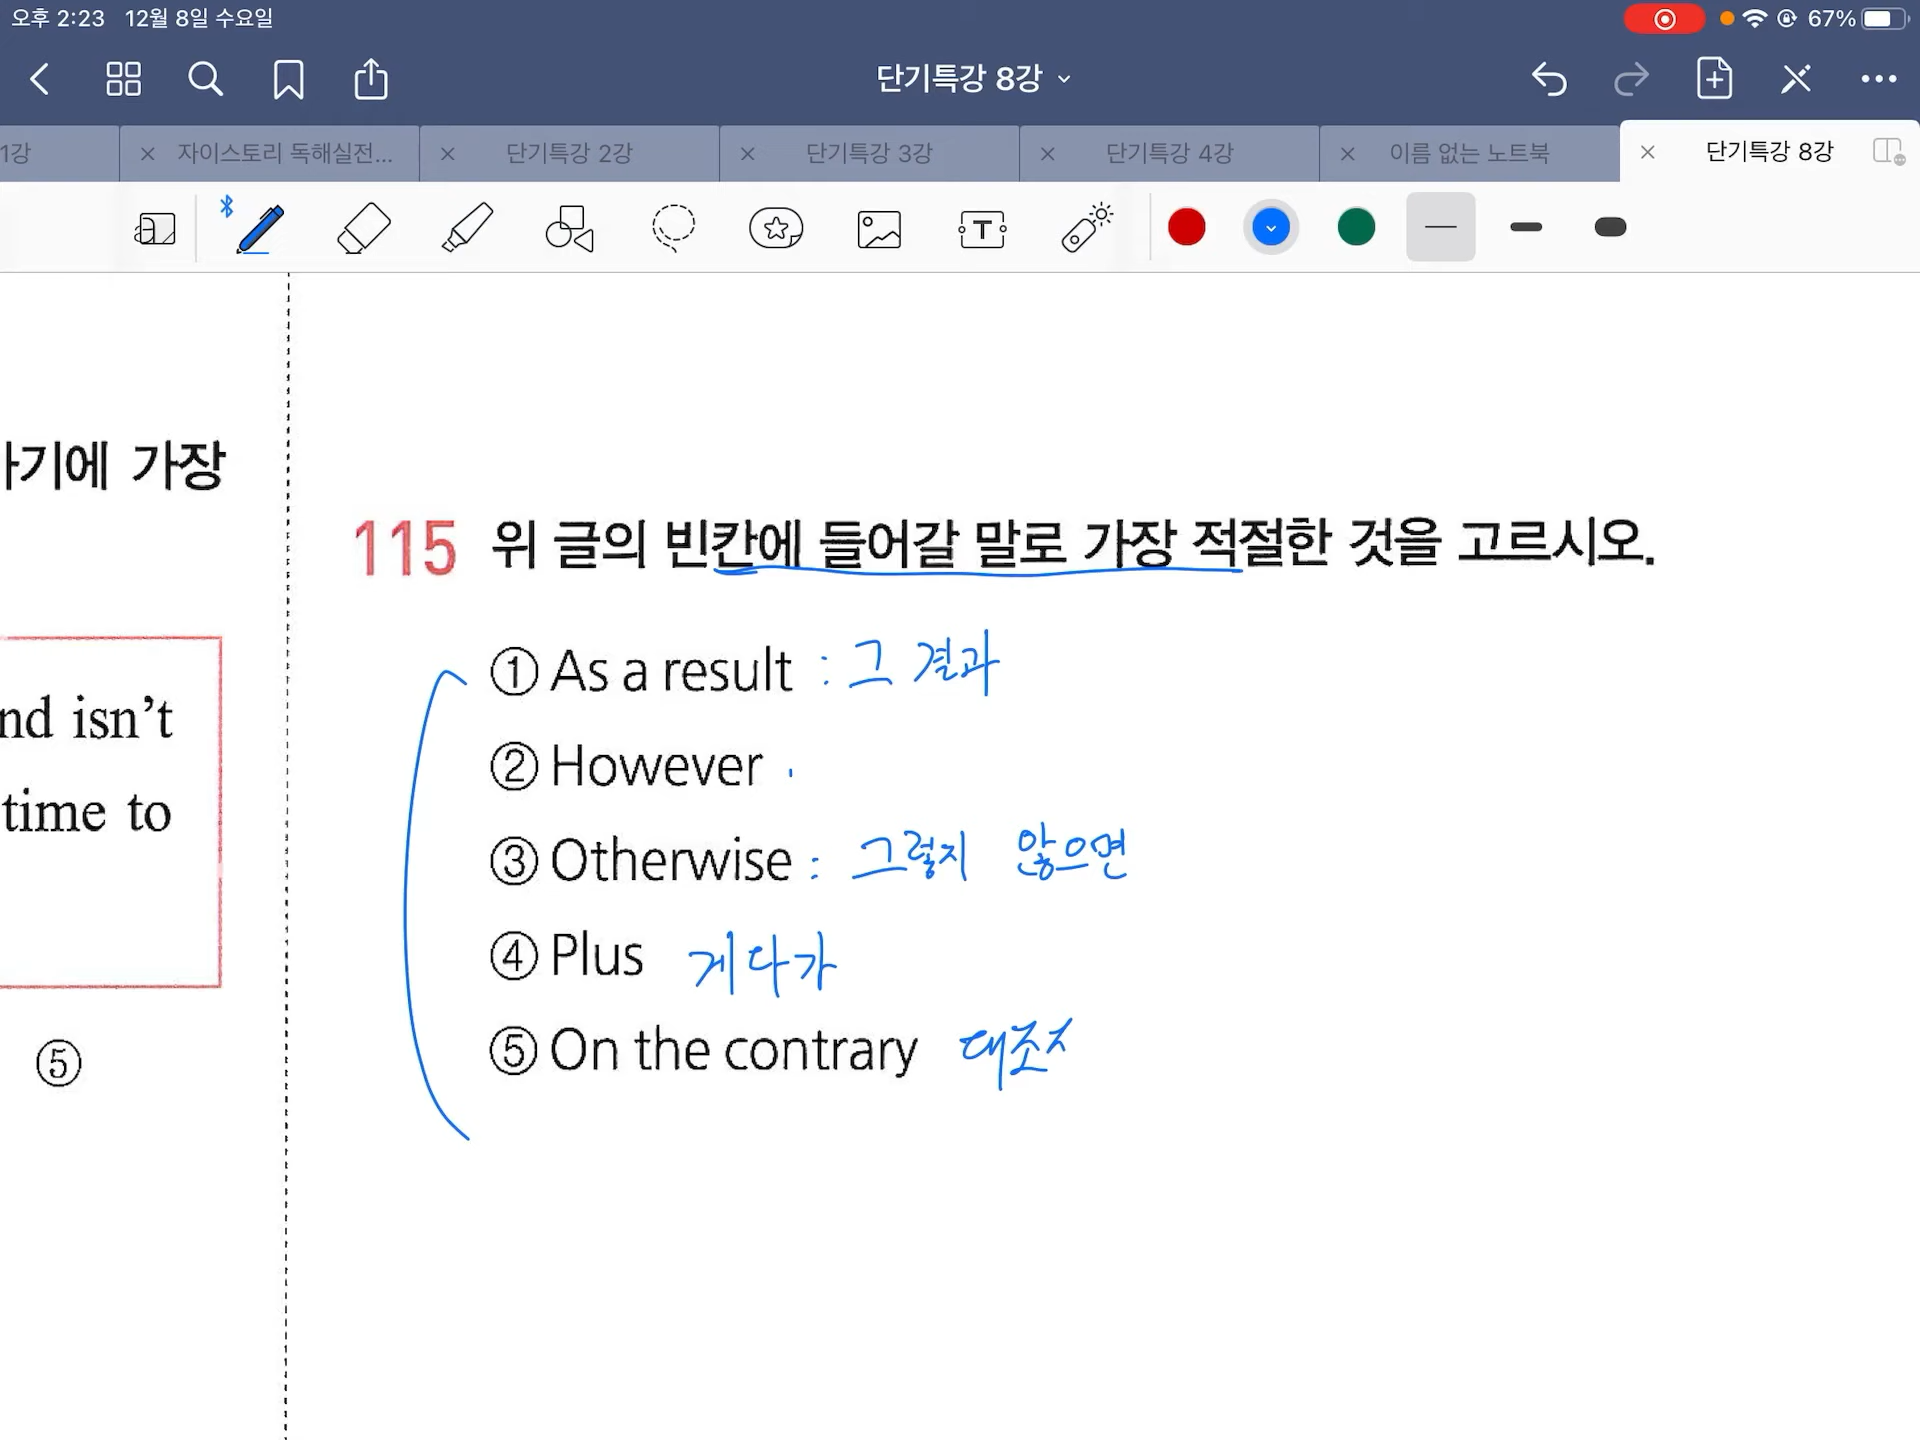 오후 2:23 12월 8일 수요일 67%
단기특강 8강
1강 자이스토리 독해실전... 단기특강 2강 단기특강 3강 단기특강 4강 이름 없는 노트북 단기특강 8강
가장
115 위 글의 빈칸에 들어갈 말로 가장 적절한 것을 고르시오.
① As a result : 그 결과
② However
③ Otherwise : 그렇지 않으면
④ Plus 게다가
⑤ On the contrary 대조
isn't
time to
⑤